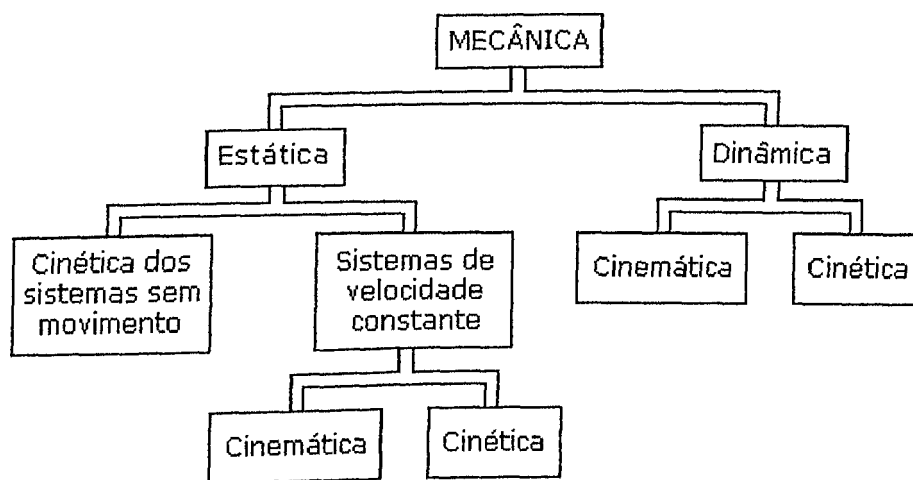 MECÂNICA
Estática
Dinâmica
Cinética dos
sistemas sem
movimento
Sistemas de
velocidade
constante
Cinemática
Cinética
Cinemática
Cinética